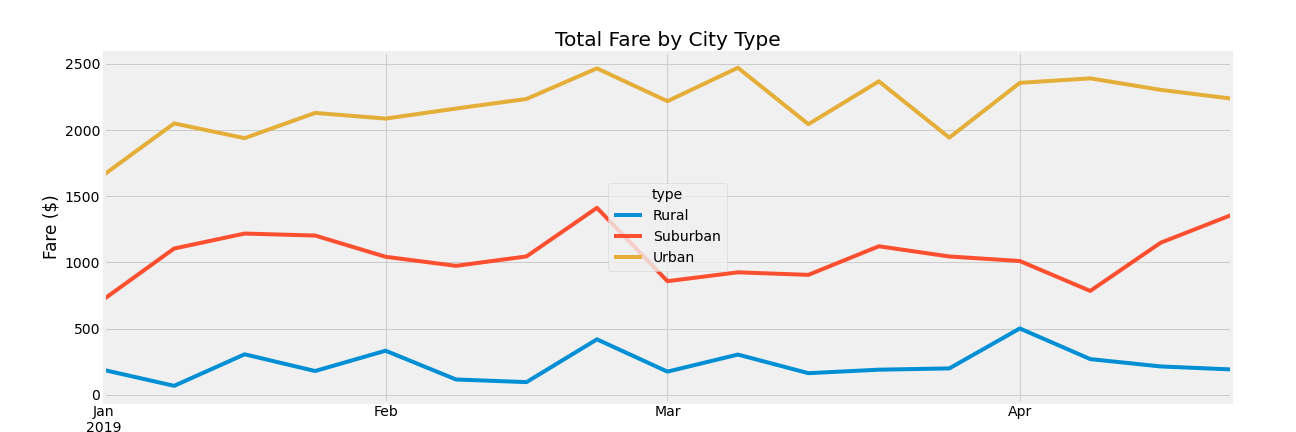 Total Fare by City Type
Fare ($)
2500
2000
1500
1000
500
0
type
Rural
Suburban
Urban
Jan
2019
Feb
Mar
Apr